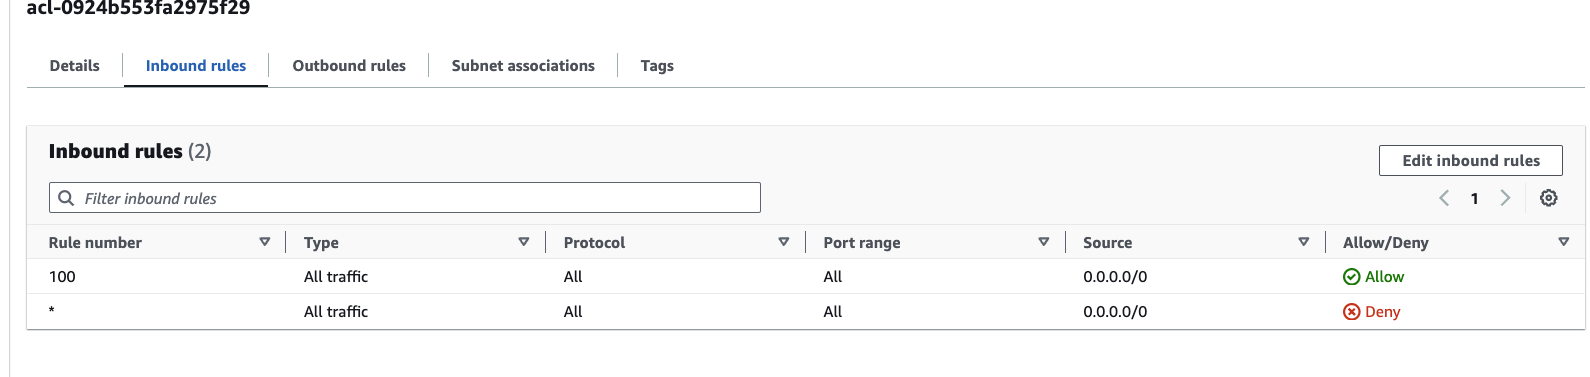 acl-0924b553fa2975f29
Details Inbound rules Outbound rules Subnet associations Tags
Inbound rules (2)
Edit inbound rules
Filter inbound rules
1
Rule number Type Protocol Port range Source Allow/Deny
100 All traffic All All 0.0.0.0/0 Allow
* All traffic All All 0.0.0.0/0 Deny